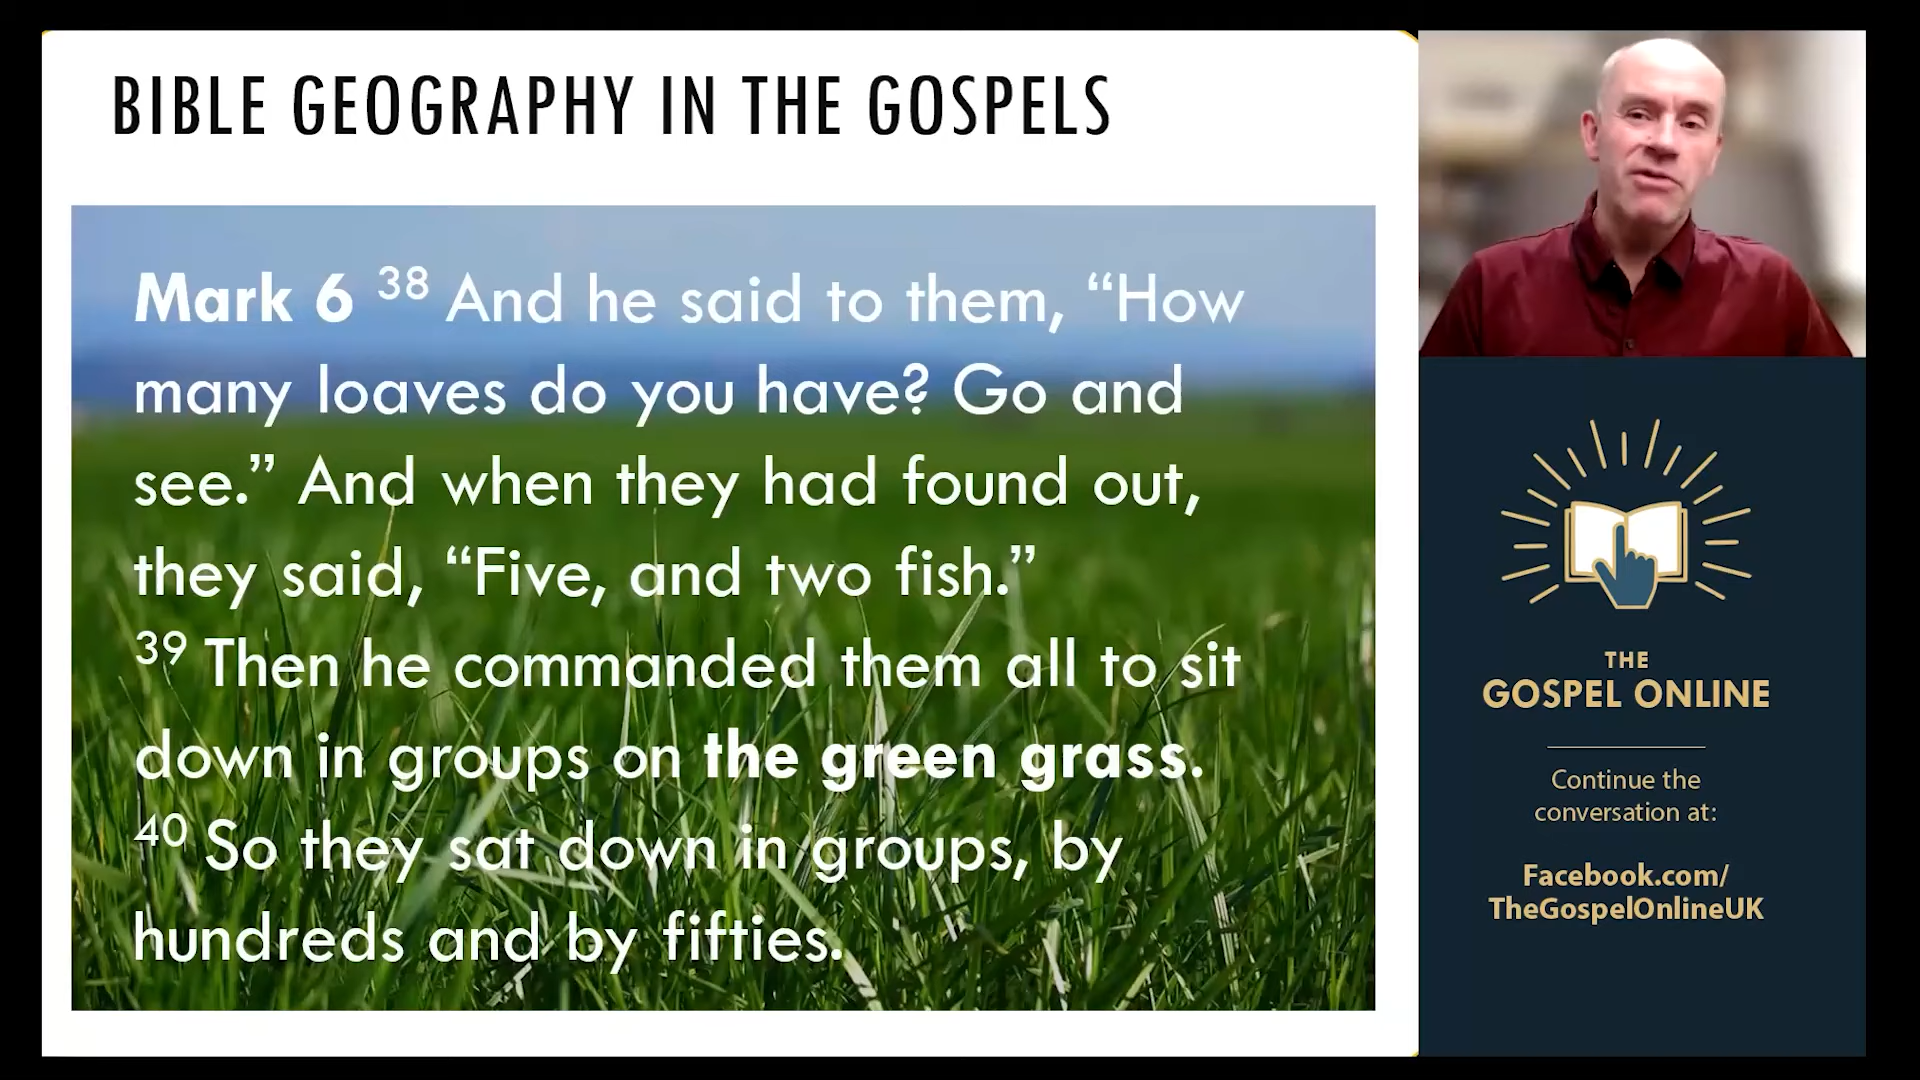 BIBLE GEOGRAPHY IN THE GOSPELS
Mark 6 38 And he said to them, “How
many loaves do you have? Go and
see.” And when they had found out,
they said, “Five, and two fish.”
39 Then he commanded them all to sit
down in groups on the green grass.
40 So they sat down in groups, by
hundreds and by fifties.
THE
GOSPEL ONLINE
Continue the
conversation at:
Facebook.com/
TheGospelOnlineUK